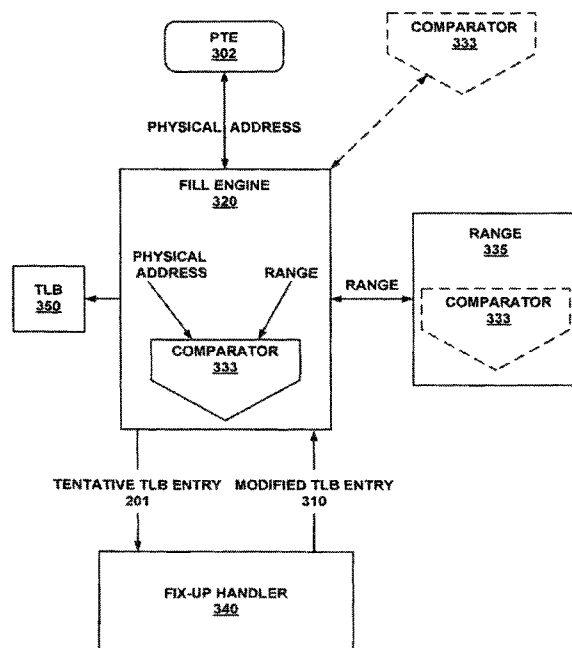 PTE
302
COMPARATOR
333
PHYSICAL ADDRESS
FILL ENGINE
320
PHYSICAL
ADDRESS
RANGE
COMPARATOR
333
TLB
350
RANGE
RANGE
335
COMPARATOR
333
TENTATIVE TLB ENTRY
201
MODIFIED TLB ENTRY
310
FIX-UP HANDLER
340